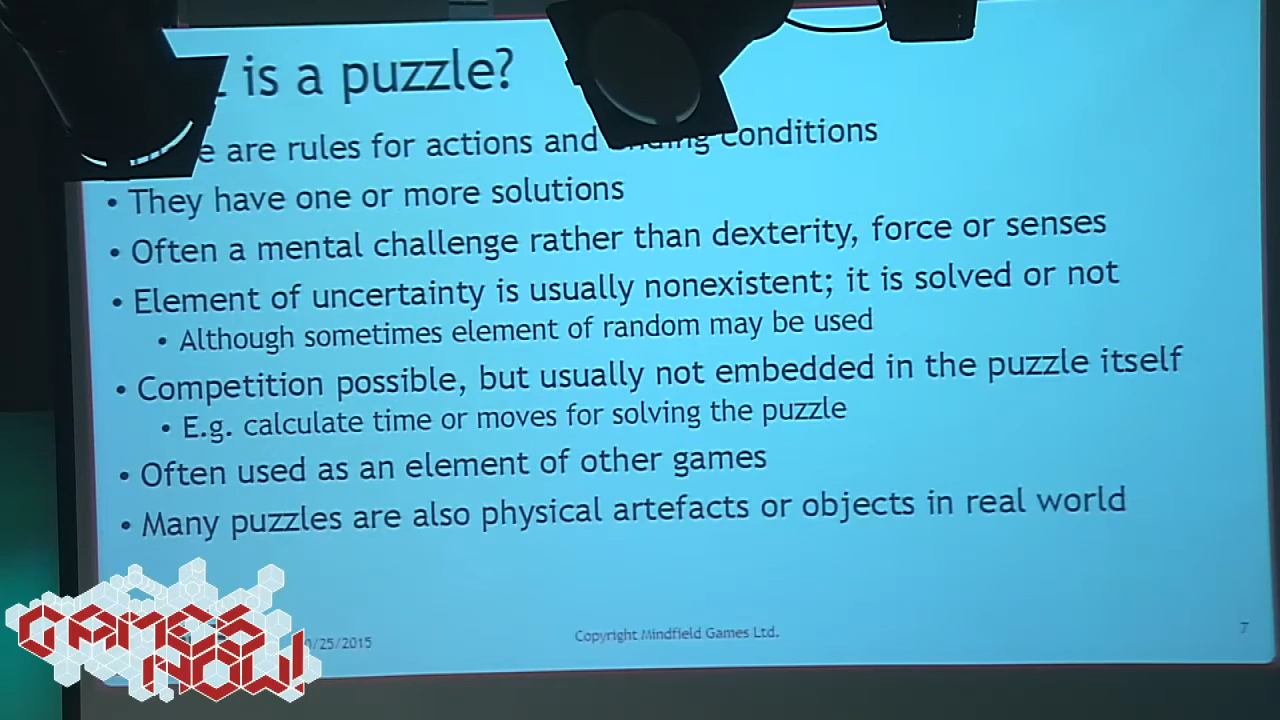 is a puzzle?
are rules for actions and conditions
• They have one or more solutions
• Often a mental challenge rather than dexterity, force or senses
• Element of uncertainty is usually nonexistent; it is solved or not
• Although sometimes element of random may be used
• Competition possible, but usually not embedded in the puzzle itself
• E.g. calculate time or moves for solving the puzzle
• Often used as an element of other games
• Many puzzles are also physical artefacts or objects in real world
GAMES
NOW!
/25/2015
Copyright Mindfield Games Ltd.
7